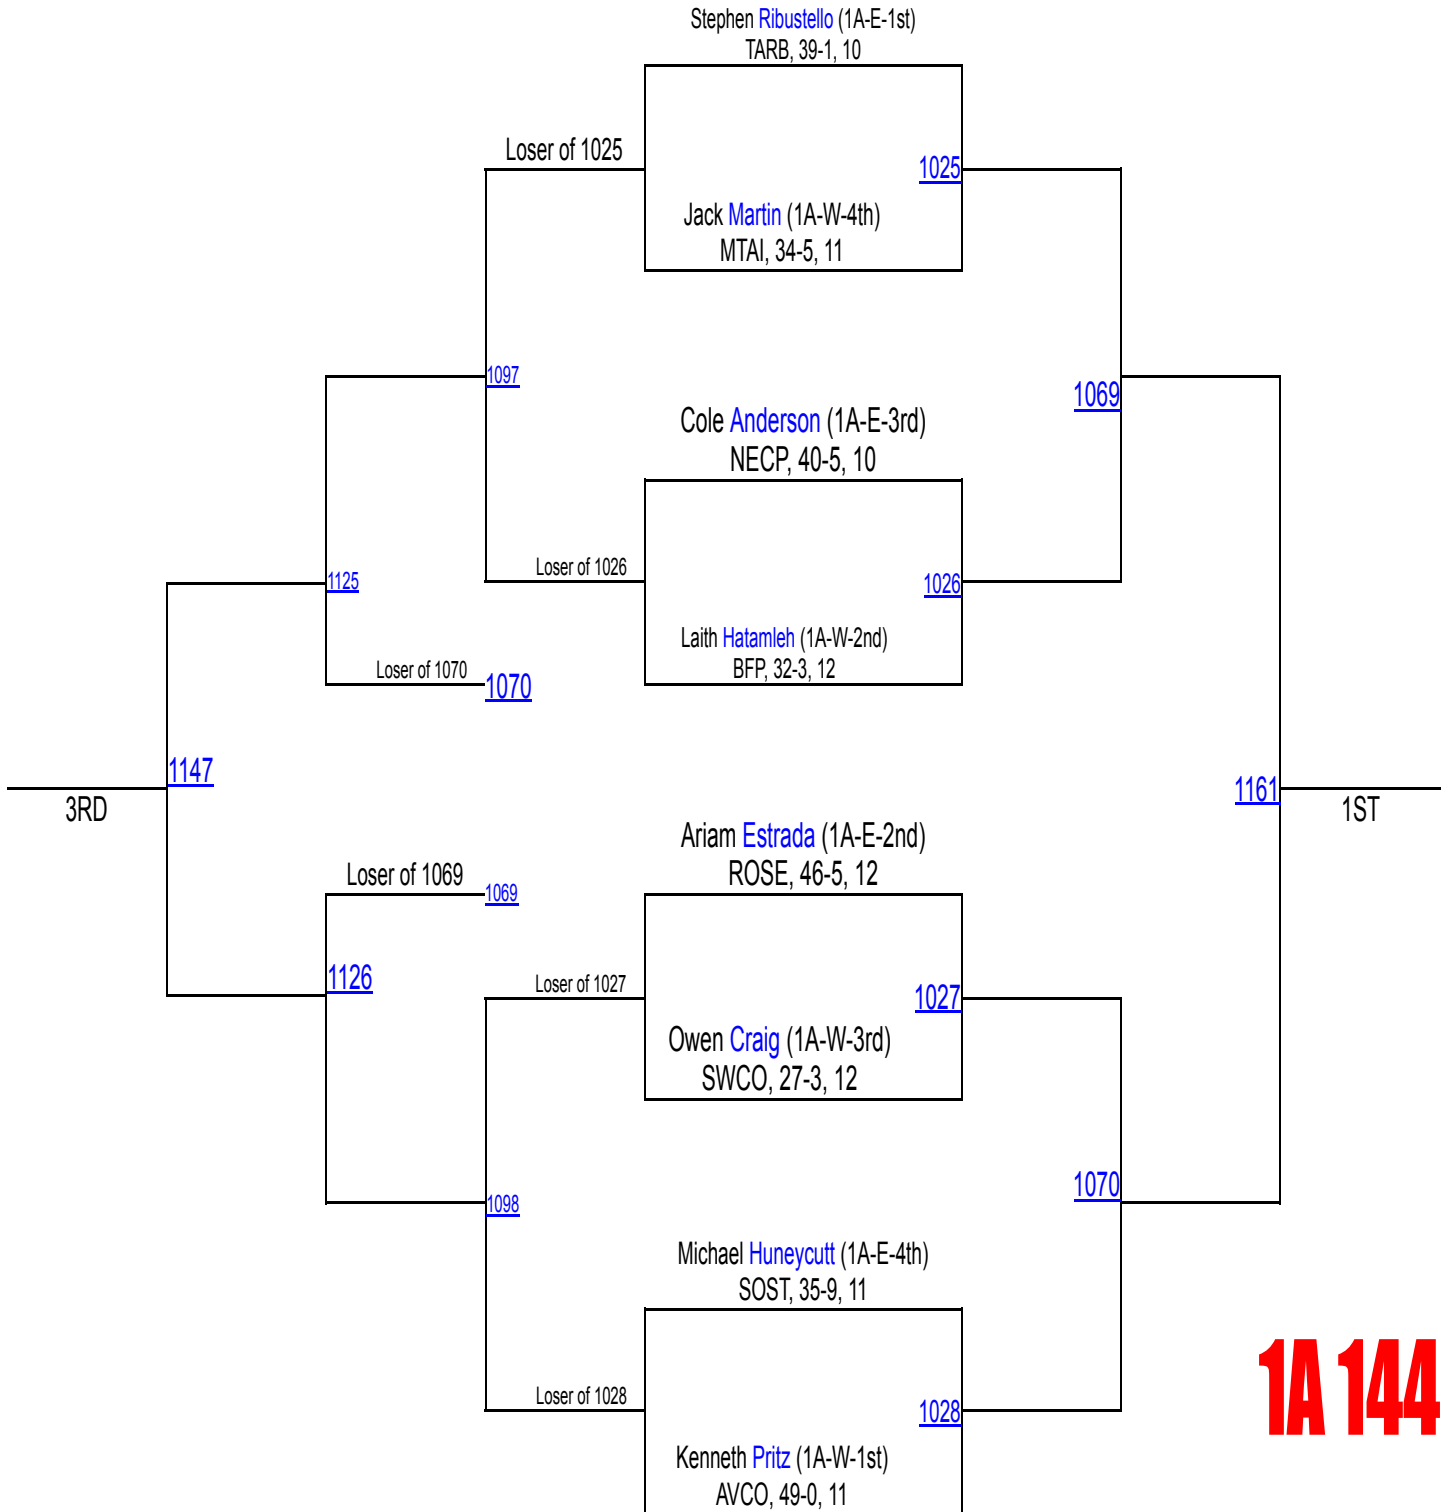 Stephen Ribustello (1A-E-1st)
TARB, 39-1, 10
Loser of 1025
1025
Jack Martin (1A-W-4th)
MTAI, 34-5, 11
1097
1069
Cole Anderson (1A-E-3rd)
NECP, 40-5, 10
Loser of 1026
1026
1125
Laith Hatamleh (1A-W-2nd)
BFP, 32-3, 12
Loser of 1070
1070
1147
3RD
1161
1ST
Ariam Estrada (1A-E-2nd)
ROSE, 46-5, 12
Loser of 1069
1069
1126
Loser of 1027
1027
Owen Craig (1A-W-3rd)
SWCO, 27-3, 12
1098
1070
Michael Huneycutt (1A-E-4th)
SOST, 35-9, 11
Loser of 1028
1028
Kenneth Pritz (1A-W-1st)
AVCO, 49-0, 11
1A 144